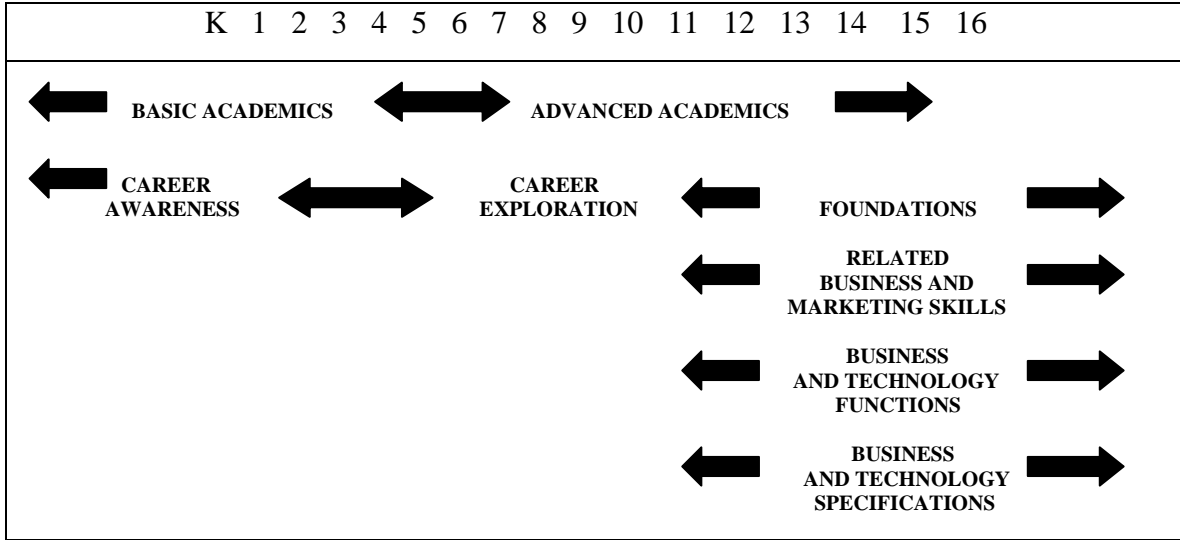 K 1 2 3 4 5 6 7 8 9 10 11 12 13 14 15 16
BASIC ACADEMICS ADVANCED ACADEMICS
CAREER
AWARENESS
CAREER
EXPLORATION
FOUNDATIONS
RELATED
BUSINESS AND
MARKETING SKILLS
BUSINESS
AND TECHNOLOGY
FUNCTIONS
BUSINESS
AND TECHNOLOGY
SPECIFICATIONS